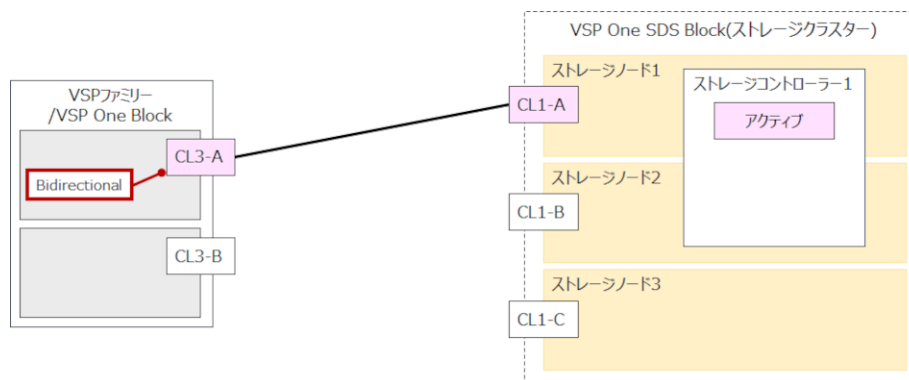 VSP One SDS Block(ストレージクラスター)
VSPファミリー
/VSP One Block
CL3-A
Bidirectional
CL3-B
ストレージノード1
CL1-A
ストレージコントローラー1
アクティブ
ストレージノード2
CL1-B
ストレージノード3
CL1-C